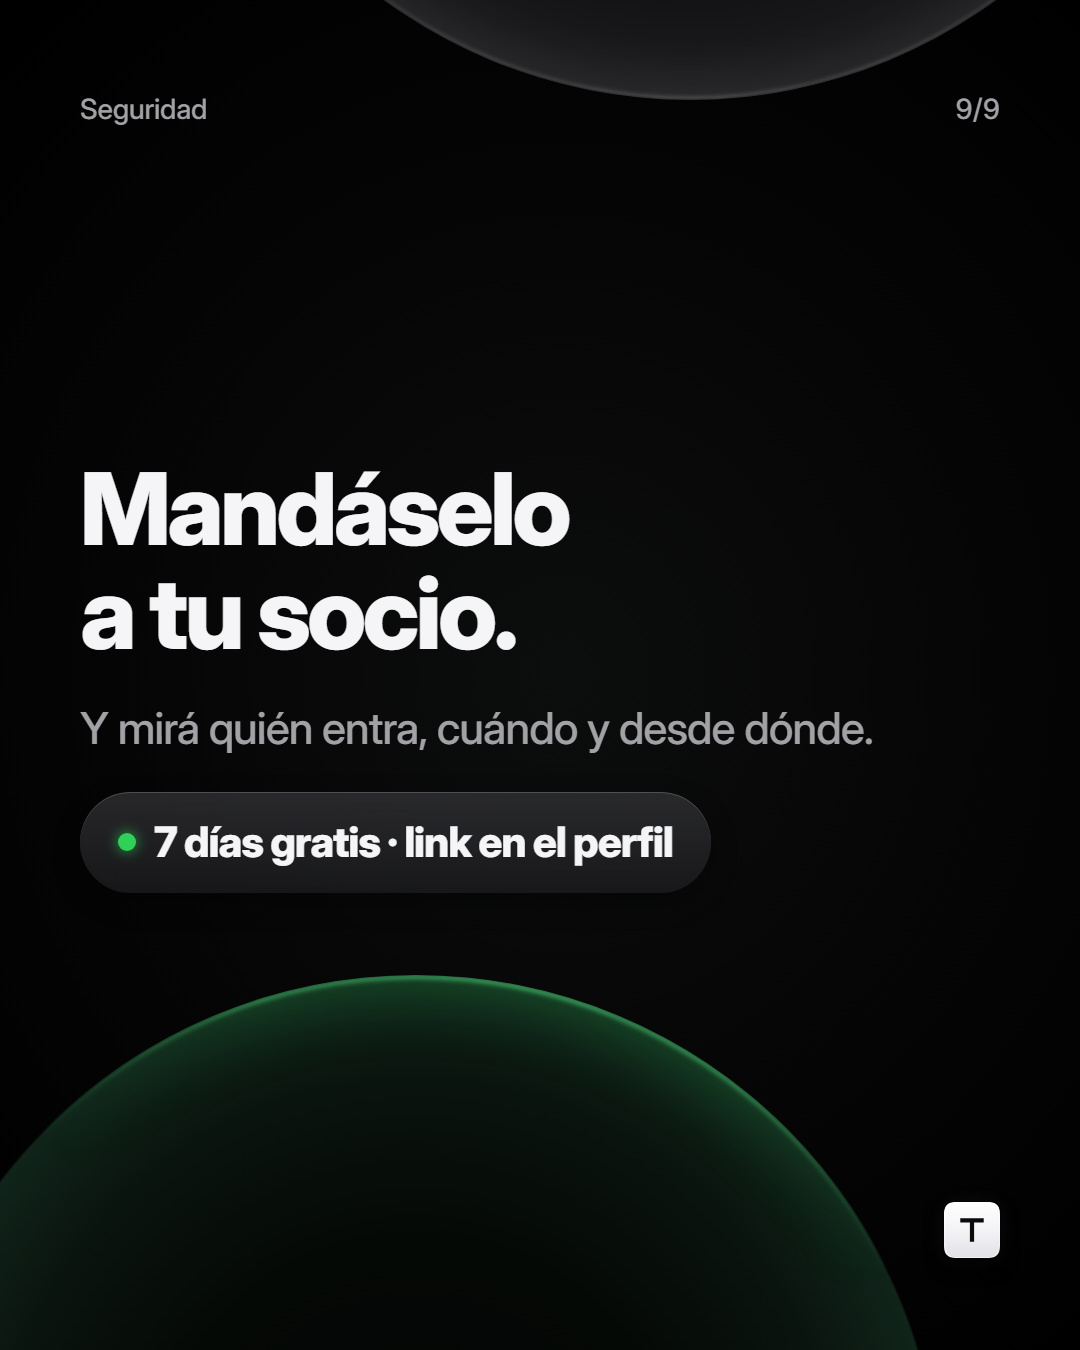 Seguridad
9/9
Mandáselo
a tu socio.
Y mirá quién entra, cuándo y desde dónde.
7 días gratis · link en el perfil
T